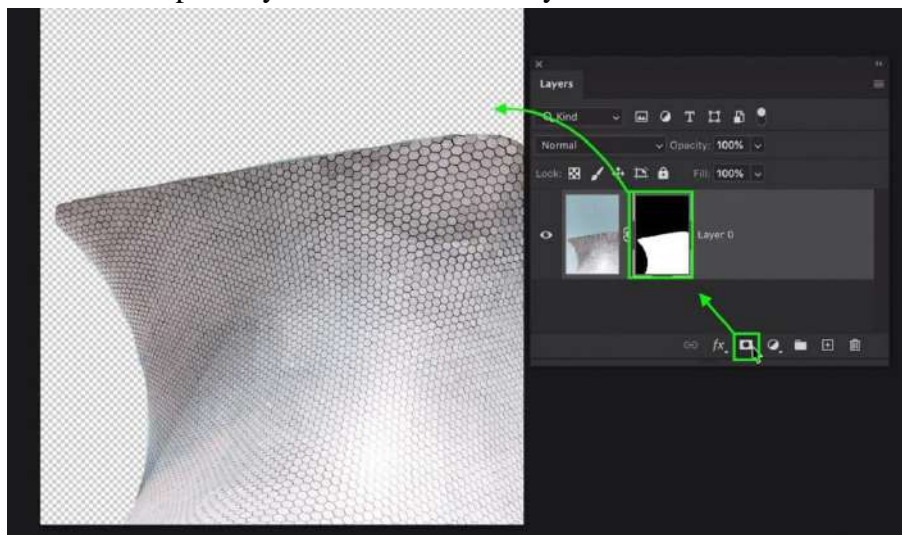 Layers
Kind
Normal Opacity: 100%
Lock: Fill: 100%
Layer 0
fx